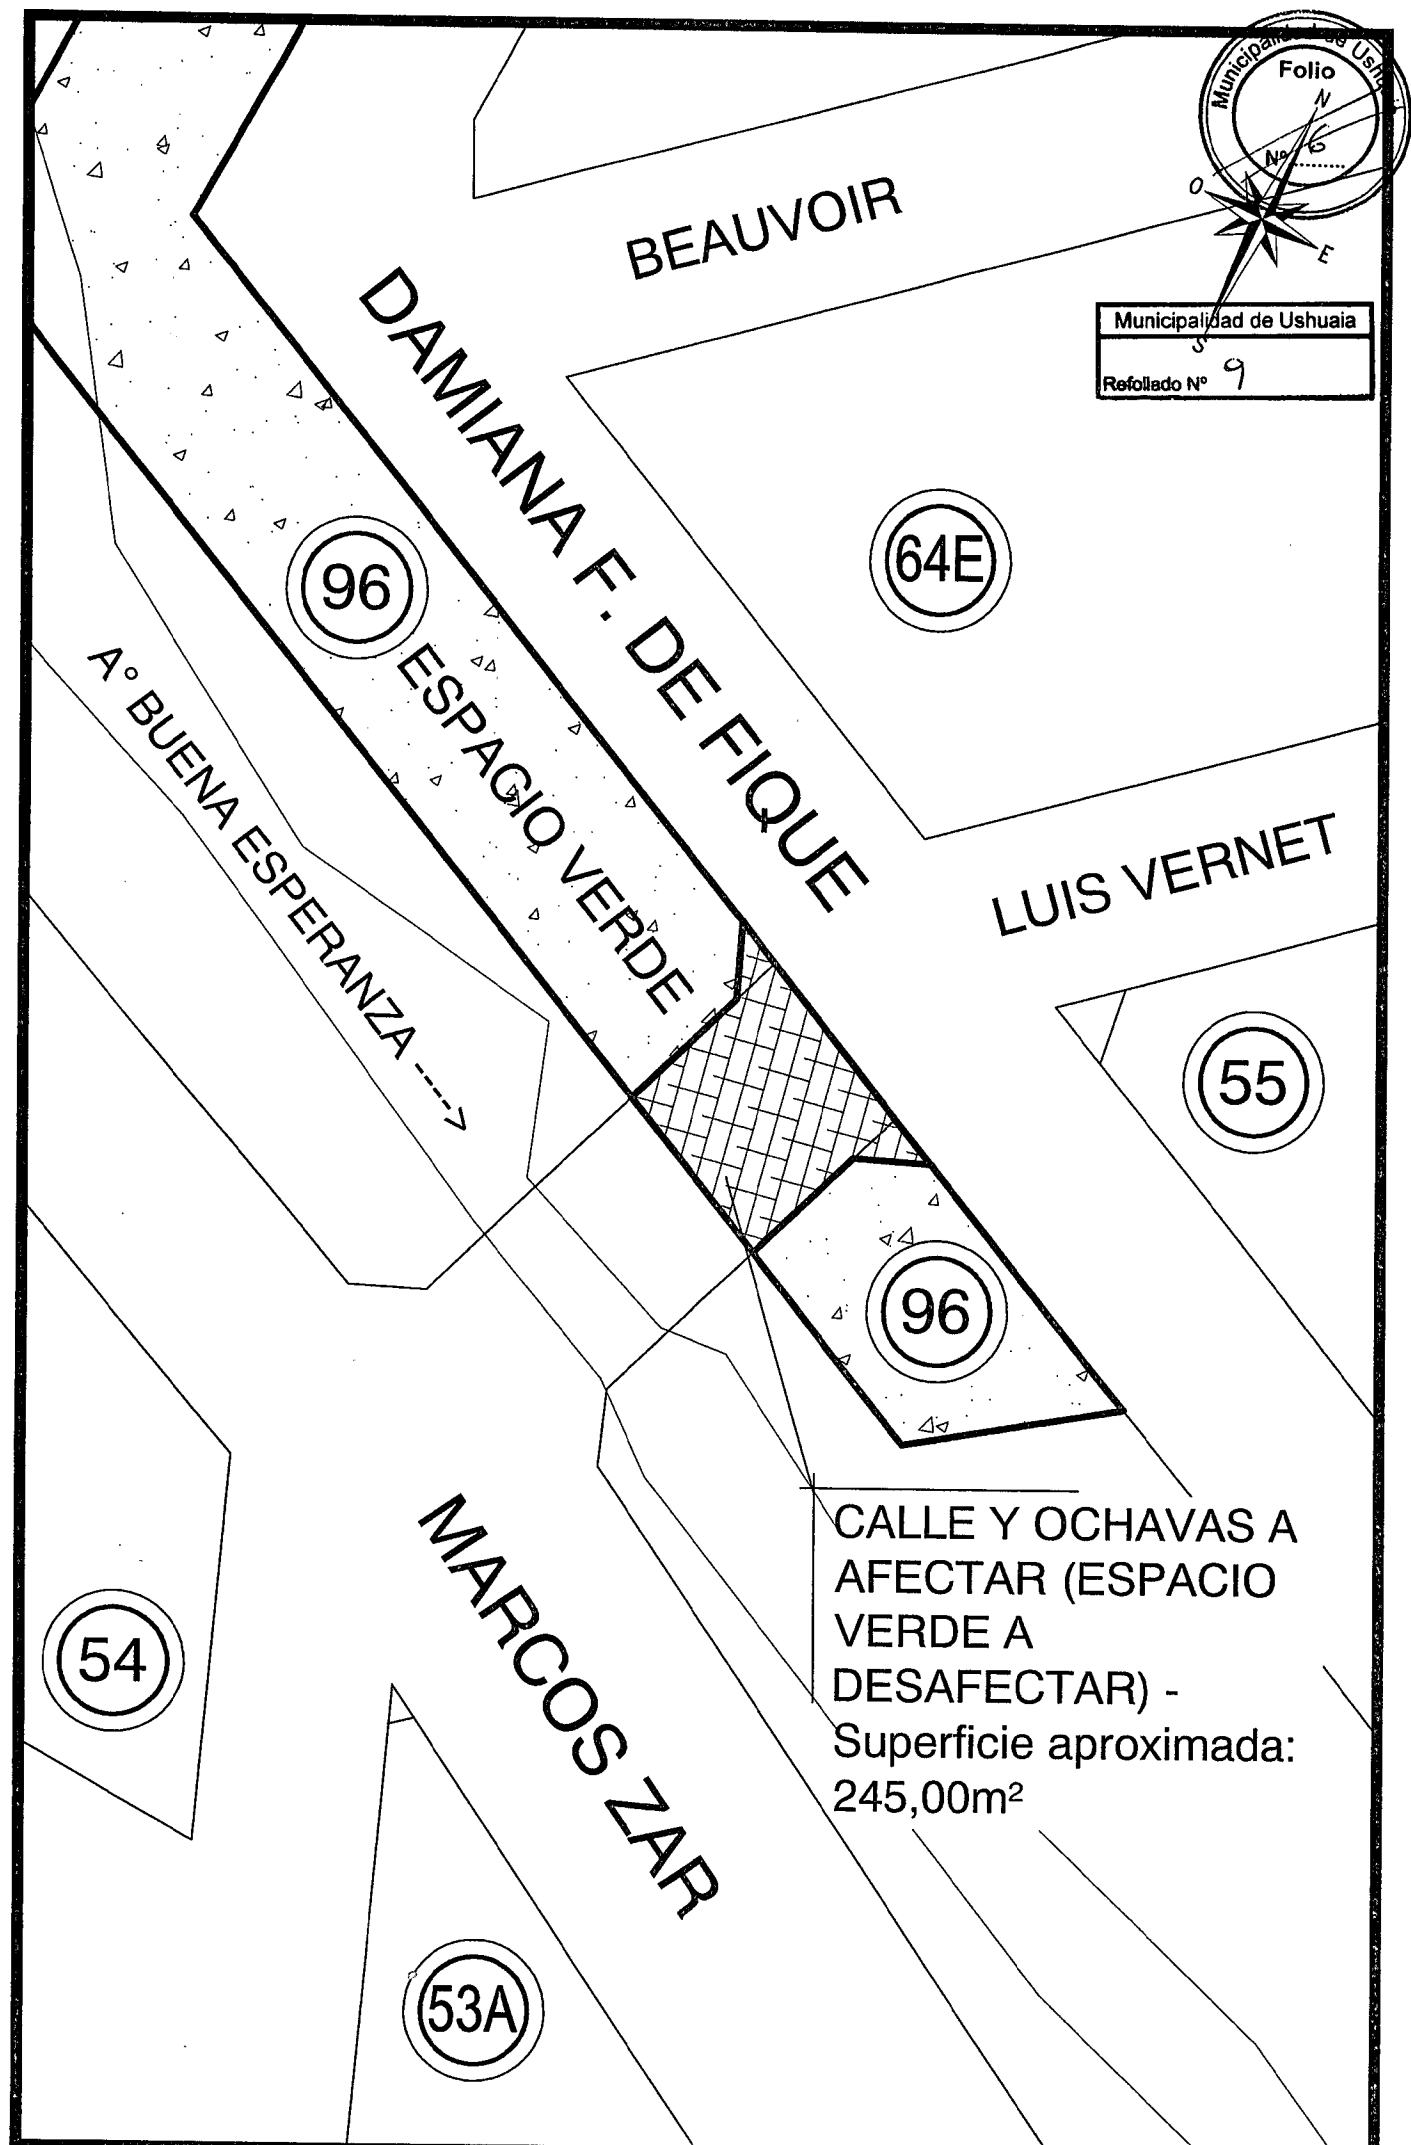 Municipalidad de Ushuaia
Folio
N
Nº 6
O
E
S
Municipalidad de Ushuaia
Refoliado Nº 9
BEAUVOIR
DAMIANA F. DE FIQUE
64E
96
ESPACIO VERDE
Aº BUENA ESPERANZA ---->
LUIS VERNET
55
96
CALLE Y OCHAVAS A
AFECTAR (ESPACIO
VERDE A
DESAFECTAR) -
Superficie aproximada:
245,00m²
MARCOS ZAR
54
53A